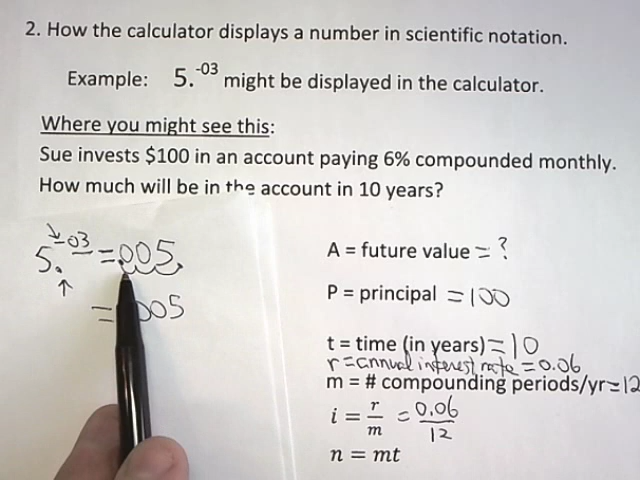 2. How the calculator displays a number in scientific notation.
Example: 5.⁻⁰³ might be displayed in the calculator.
Where you might see this:
Sue invests $100 in an account paying 6% compounded monthly.
How much will be in the account in 10 years?
5.⁻⁰³ = .005.
= 005
A = future value = ?
P = principal = 100
t = time (in years) = 10
r = annual interest rate = 0.06
m = # compounding periods/yr = 12
i = r/m = 0.06/12
n = mt